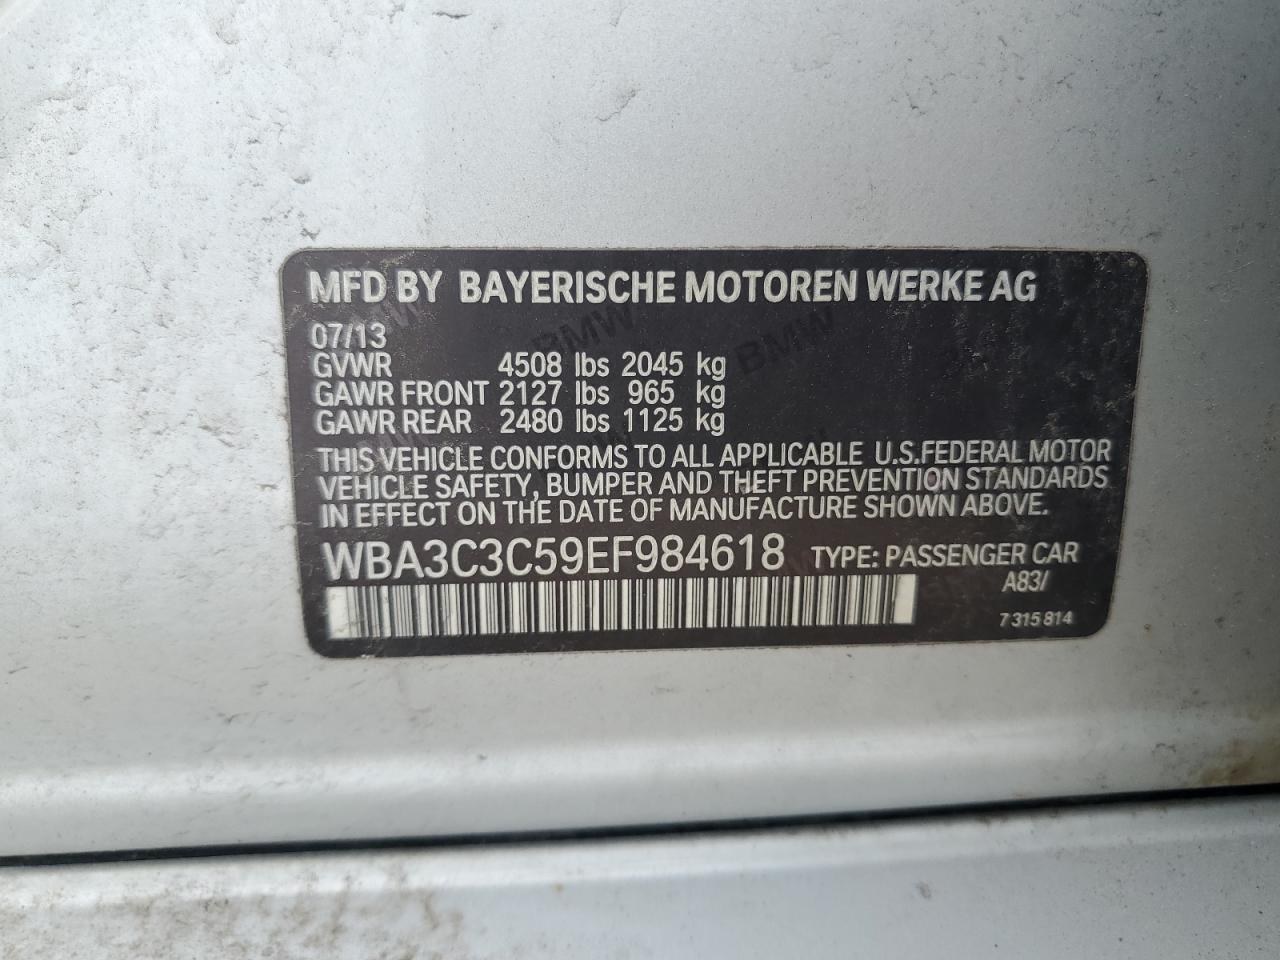 MFD BY BAYERISCHE MOTOREN WERKE AG
07/13
GVWR 4508 lbs 2045 kg
GAWR FRONT 2127 lbs 965 kg
GAWR REAR 2480 lbs 1125 kg
THIS VEHICLE CONFORMS TO ALL APPLICABLE U.S.FEDERAL MOTOR
VEHICLE SAFETY, BUMPER AND THEFT PREVENTION STANDARDS
IN EFFECT ON THE DATE OF MANUFACTURE SHOWN ABOVE.
WBA3C3C59EF984618 TYPE: PASSENGER CAR
A83/
7 315 814
BMW
BMW